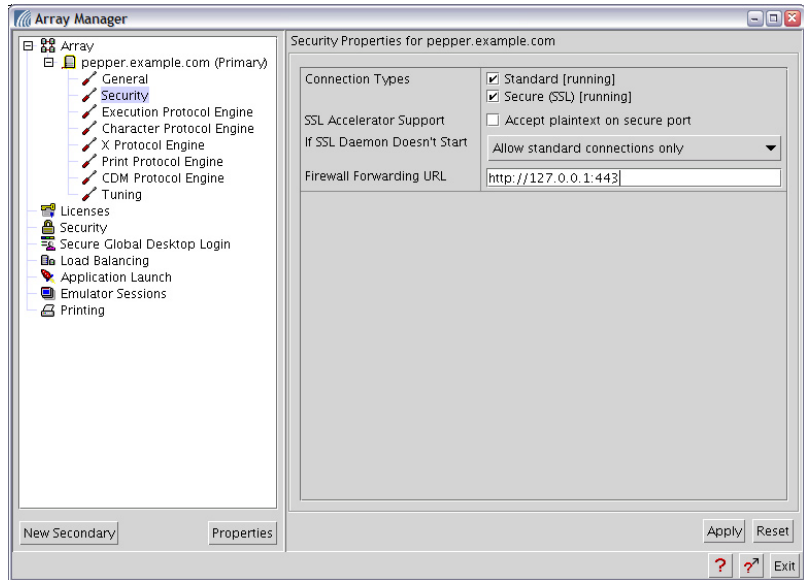 Array Manager
Array
pepper.example.com (Primary)
General
Security
Execution Protocol Engine
Character Protocol Engine
X Protocol Engine
Print Protocol Engine
CDM Protocol Engine
Tuning
Licenses
Security
Secure Global Desktop Login
Load Balancing
Application Launch
Emulator Sessions
Printing
New Secondary
Properties
Security Properties for pepper.example.com
Connection Types
Standard [running]
Secure (SSL) [running]
SSL Accelerator Support
Accept plaintext on secure port
If SSL Daemon Doesn't Start
Allow standard connections only
Firewall Forwarding URL
http://127.0.0.1:443
Apply
Reset
?
?
Exit